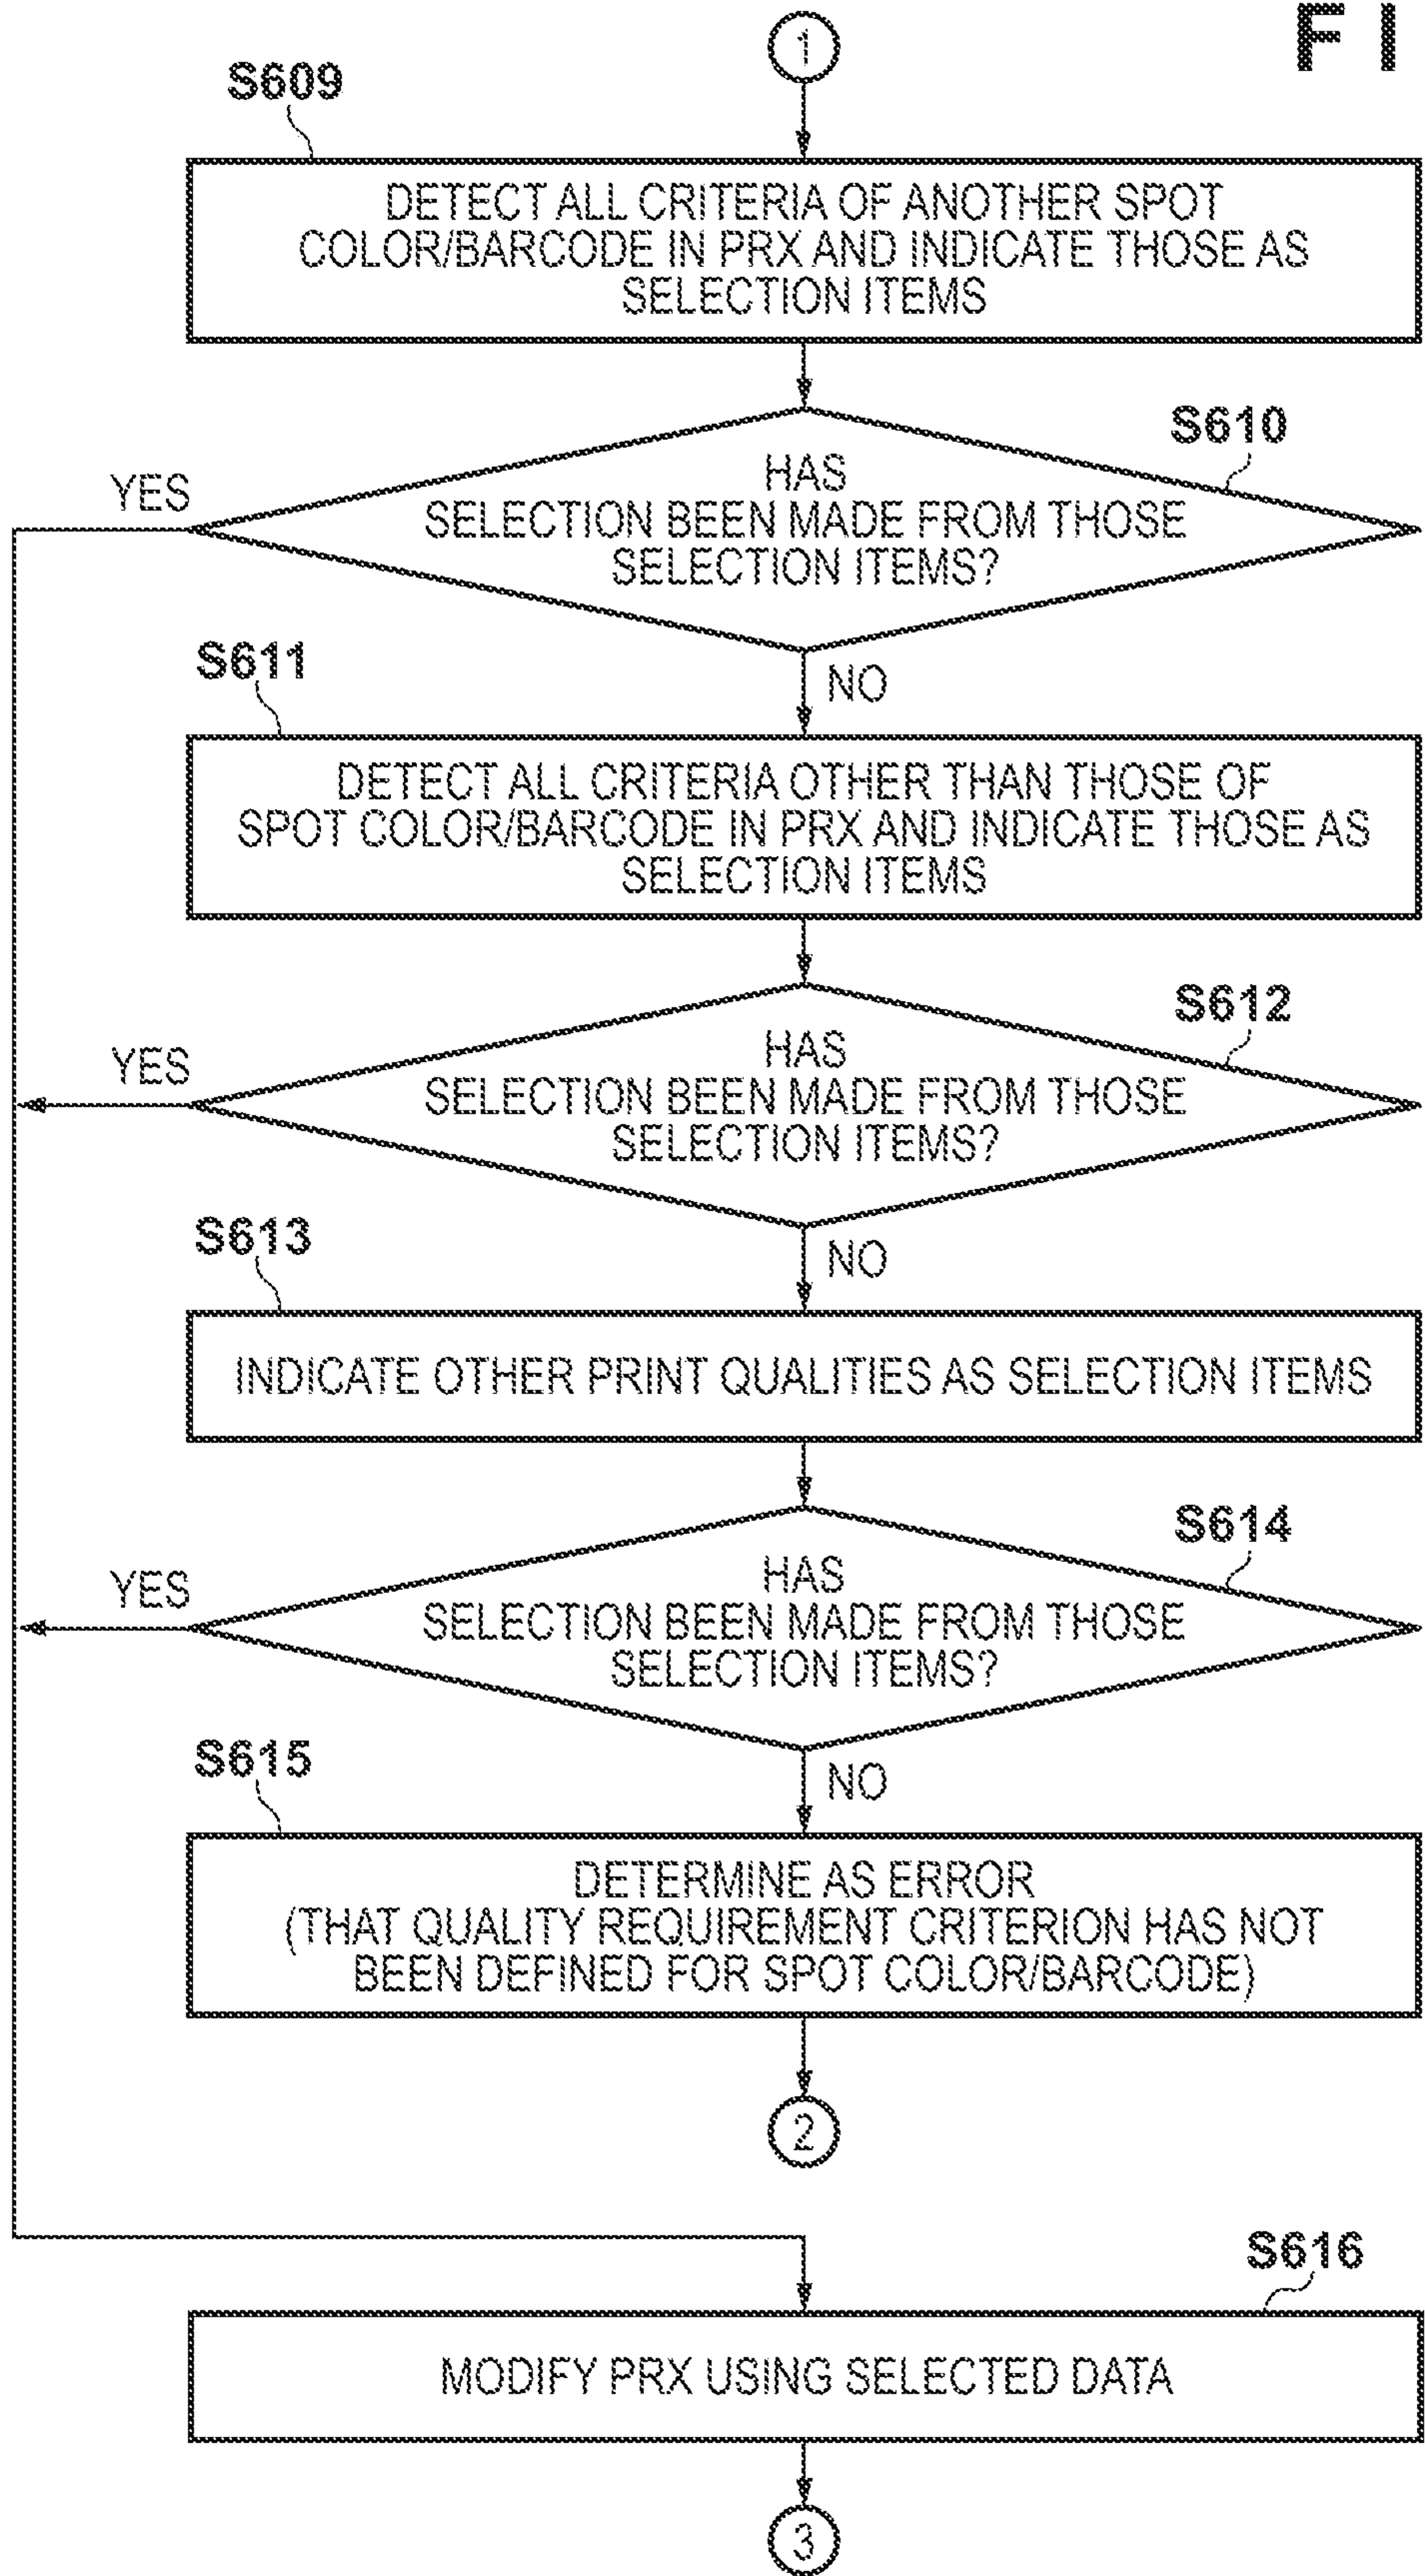 FI
1
S609
DETECT ALL CRITERIA OF ANOTHER SPOT
COLOR/BARCODE IN PRX AND INDICATE THOSE AS
SELECTION ITEMS
S610
YES
HAS
SELECTION BEEN MADE FROM THOSE
SELECTION ITEMS?
NO
S611
DETECT ALL CRITERIA OTHER THAN THOSE OF
SPOT COLOR/BARCODE IN PRX AND INDICATE THOSE AS
SELECTION ITEMS
S612
YES
HAS
SELECTION BEEN MADE FROM THOSE
SELECTION ITEMS?
NO
S613
INDICATE OTHER PRINT QUALITIES AS SELECTION ITEMS
S614
YES
HAS
SELECTION BEEN MADE FROM THOSE
SELECTION ITEMS?
NO
S615
DETERMINE AS ERROR
(THAT QUALITY REQUIREMENT CRITERION HAS NOT
BEEN DEFINED FOR SPOT COLOR/BARCODE)
2
S616
MODIFY PRX USING SELECTED DATA
3